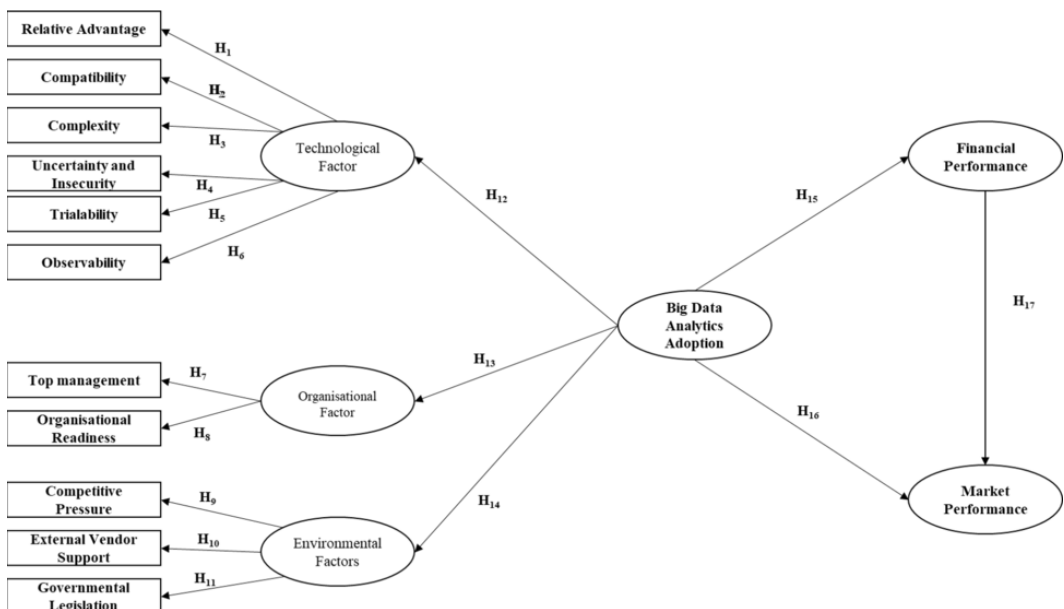 Relative Advantage
H1
Compatibility
H2
Complexity
H3
Uncertainty and
Insecurity
H4
Trialability
H5
Observability
H6
Technological
Factor
H12
Financial
Performance
H15
Big Data
Analytics
Adoption
H17
H13
Top management
H7
Organisational
Readiness
H8
Organisational
Factor
H16
H14
Competitive
Pressure
H9
External Vendor
Support
H10
Governmental
Legislation
H11
Environmental
Factors
Market
Performance